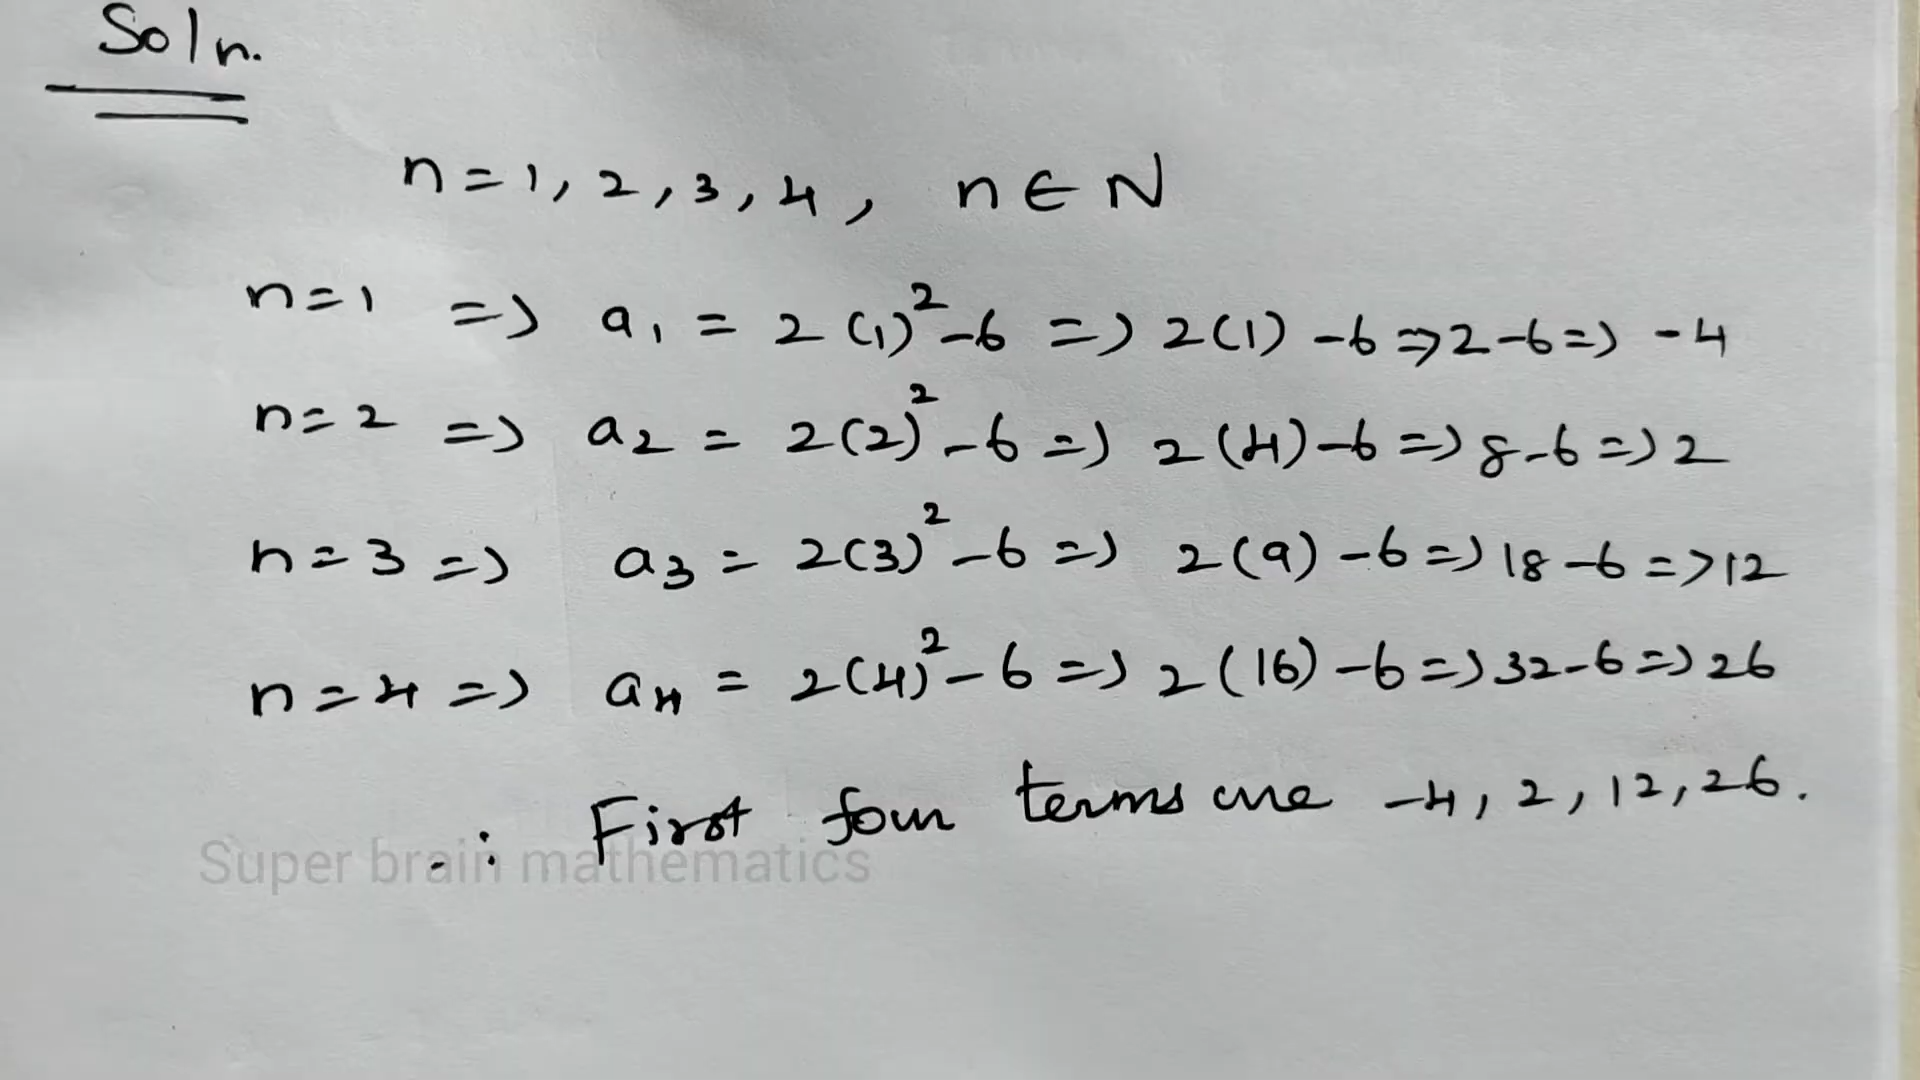 Soln.
n=1, 2, 3, 4, n∈N
n=1 => a₁ = 2(1)²-6 => 2(1)-6 => 2-6 => -4
n=2 => a₂ = 2(2)²-6 => 2(4)-6 => 8-6 => 2
n=3 => a₃ = 2(3)²-6 => 2(9)-6 => 18-6 => 12
n=4 => a₄ = 2(4)²-6 => 2(16)-6 => 32-6 => 26
∴ First four terms are -4, 2, 12, 26.
Super brain mathematics